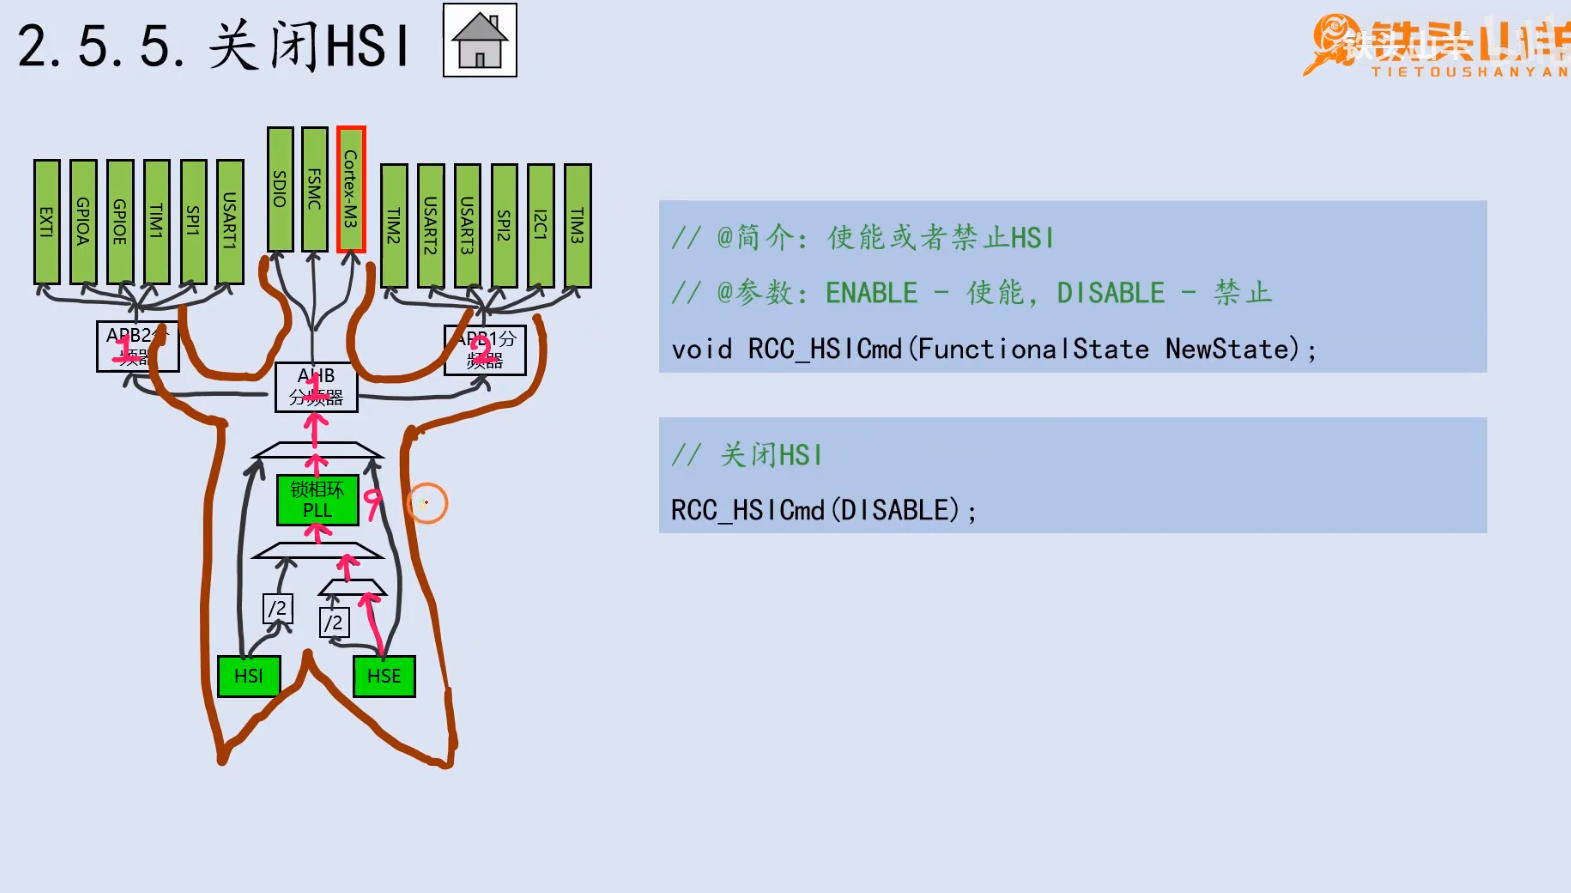 2.5.5.关闭HSI
铁头山羊
TIETOUSHANYAN
EXTI
GPIOA
GPIOE
TIM1
SPI1
USART1
SDIO
FSMC
Cortex-M3
TIM2
USART2
USART3
SPI2
I2C1
TIM3
APB2分
频器
1
APB1分
频器
2
AHB
分频器
1
锁相环
PLL
9
/2
/2
HSI
HSE
// @简介：使能或者禁止HSI
// @参数：ENABLE - 使能，DISABLE - 禁止
void RCC_HSICmd(FunctionalState NewState);
// 关闭HSI
RCC_HSICmd(DISABLE);